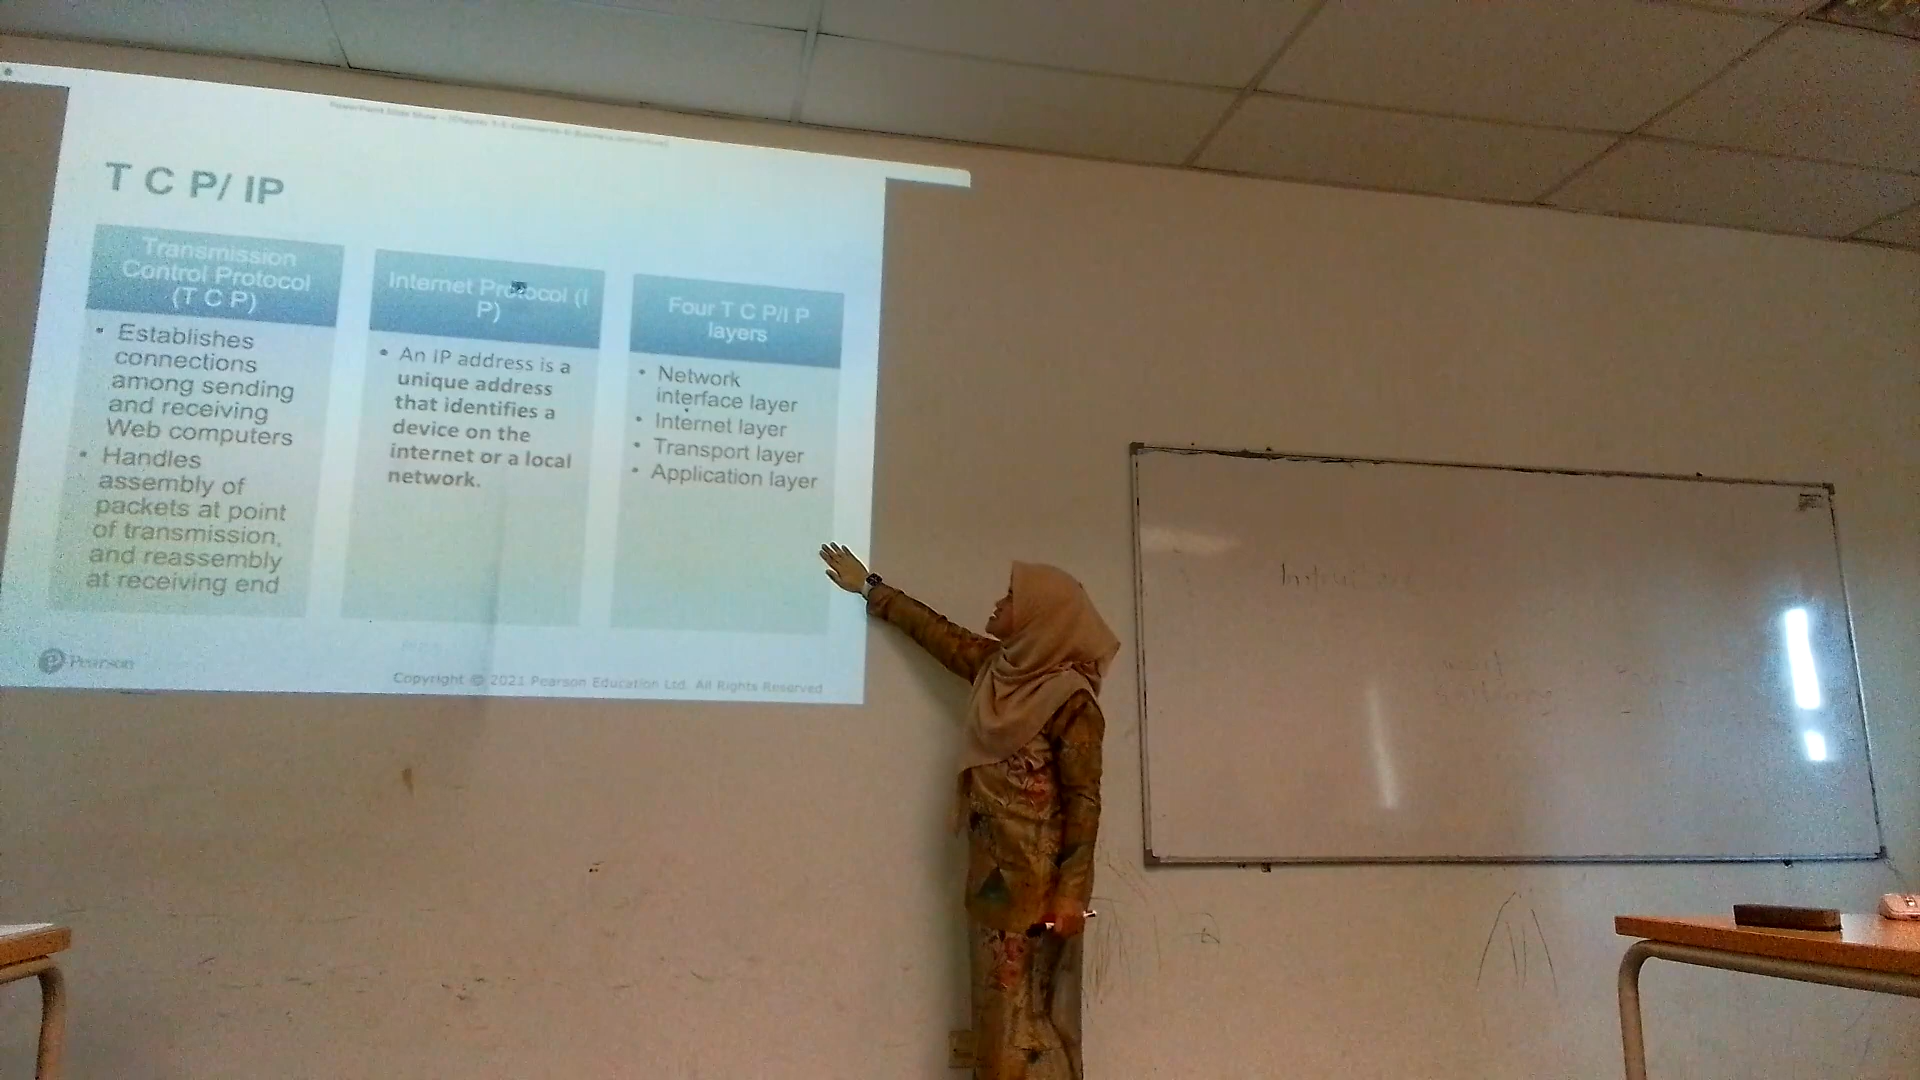 T C P/ IP
Transmission
Control Protocol
(T C P)
• Establishes
connections
among sending
and receiving
Web computers
• Handles
assembly of
packets at point
of transmission,
and reassembly
at receiving end
Internet Protocol (I
P)
• An IP address is a
unique address
that identifies a
device on the
internet or a local
network.
Four T C P/I P
layers
• Network
interface layer
• Internet layer
• Transport layer
• Application layer
Pearson
Copyright © 2021 Pearson Education Ltd. All Rights Reserved